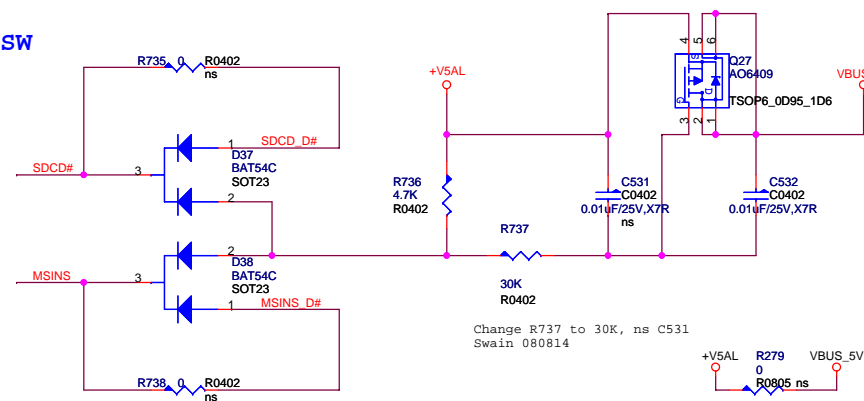 SW
R735 0 R0402
ns
+V5AL
4 5 6
S
D
G
3 2 1
Q27
AO6409
TSOP6_0D95_1D6
VBUS
SDCD#
3
1 SDCD_D#
D37
BAT54C
SOT23
2
R736
4.7K
R0402
C531
C0402
0.01uF/25V,X7R
ns
C532
C0402
0.01uF/25V,X7R
R737
30K
R0402
MSINS
3
2
D38
BAT54C
SOT23
1 MSINS_D#
Change R737 to 30K, ns C531
Swain 080814
R738 0 R0402
ns
+V5AL
R279
0
R0805 ns
VBUS_5V